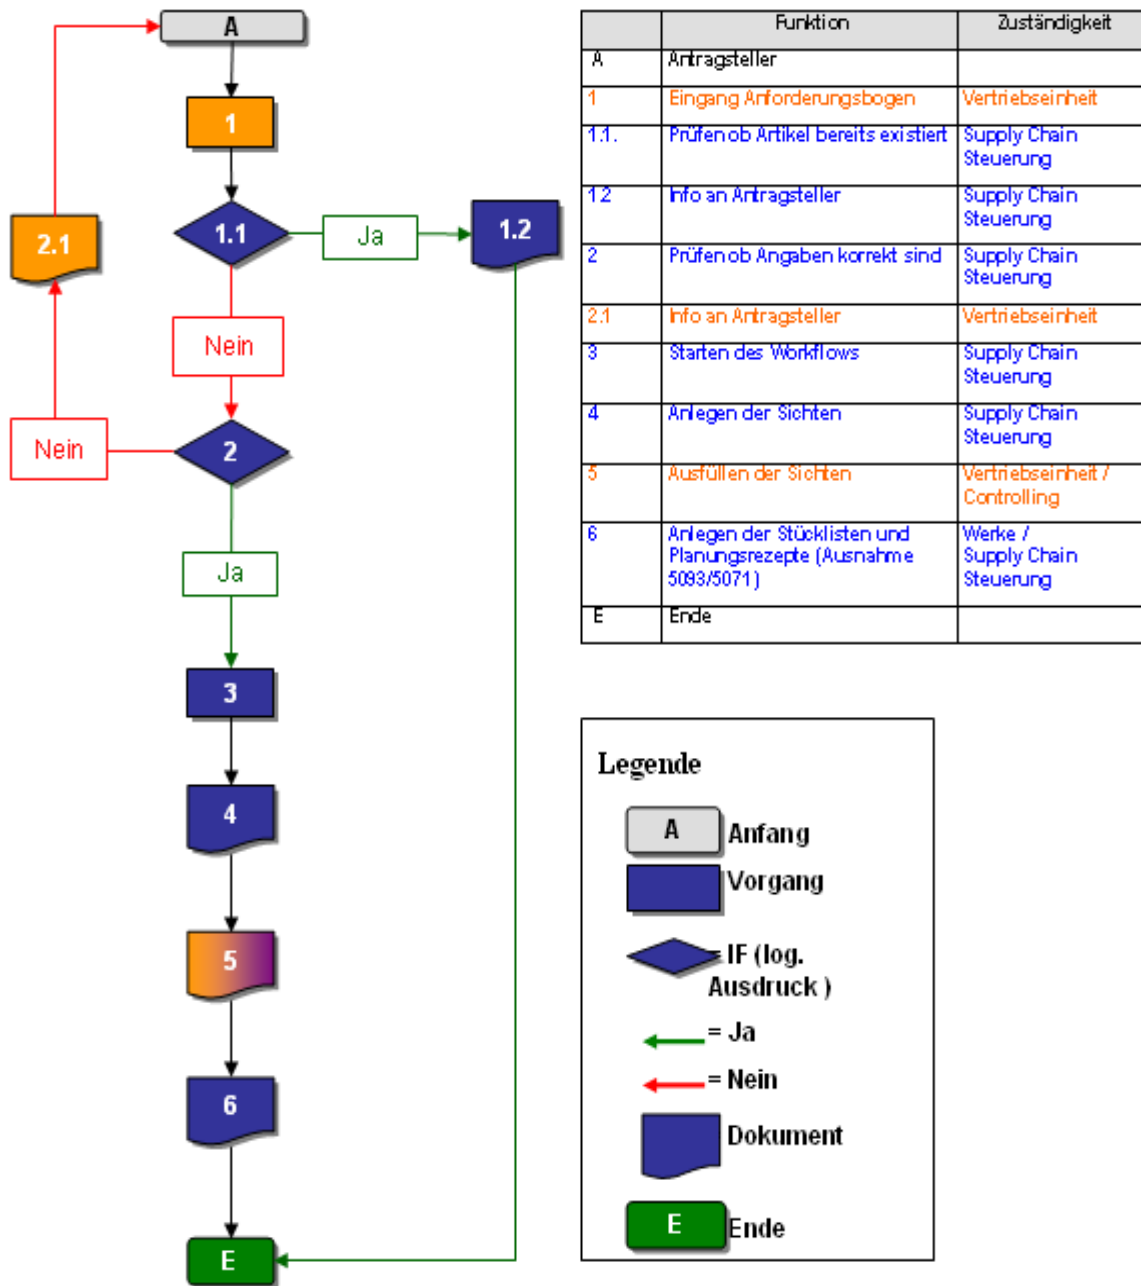 A
1
1.1
Ja
1.2
2.1
Nein
Nein
2
Ja
3
4
5
6
E
Funktion Zuständigkeit
A Antragsteller
1 Eingang Anforderungsbogen Vertriebseinheit
1.1. Prüfen ob Artikel bereits existiert Supply Chain
Steuerung
1.2 Info an Antragsteller Supply Chain
Steuerung
2 Prüfen ob Angaben korrekt sind Supply Chain
Steuerung
2.1 Info an Antragsteller Vertriebseinheit
3 Starten des Workflows Supply Chain
Steuerung
4 Anlegen der Sichten Supply Chain
Steuerung
5 Ausfüllen der Sichten Vertriebseinheit /
Controlling
6 Anlegen der Stücklisten und Werke /
Planungsrezepte (Ausnahme Supply Chain
5093/5071) Steuerung
E Ende
Legende
A Anfang
Vorgang
= IF (log.
Ausdruck )
= Ja
= Nein
Dokument
E Ende